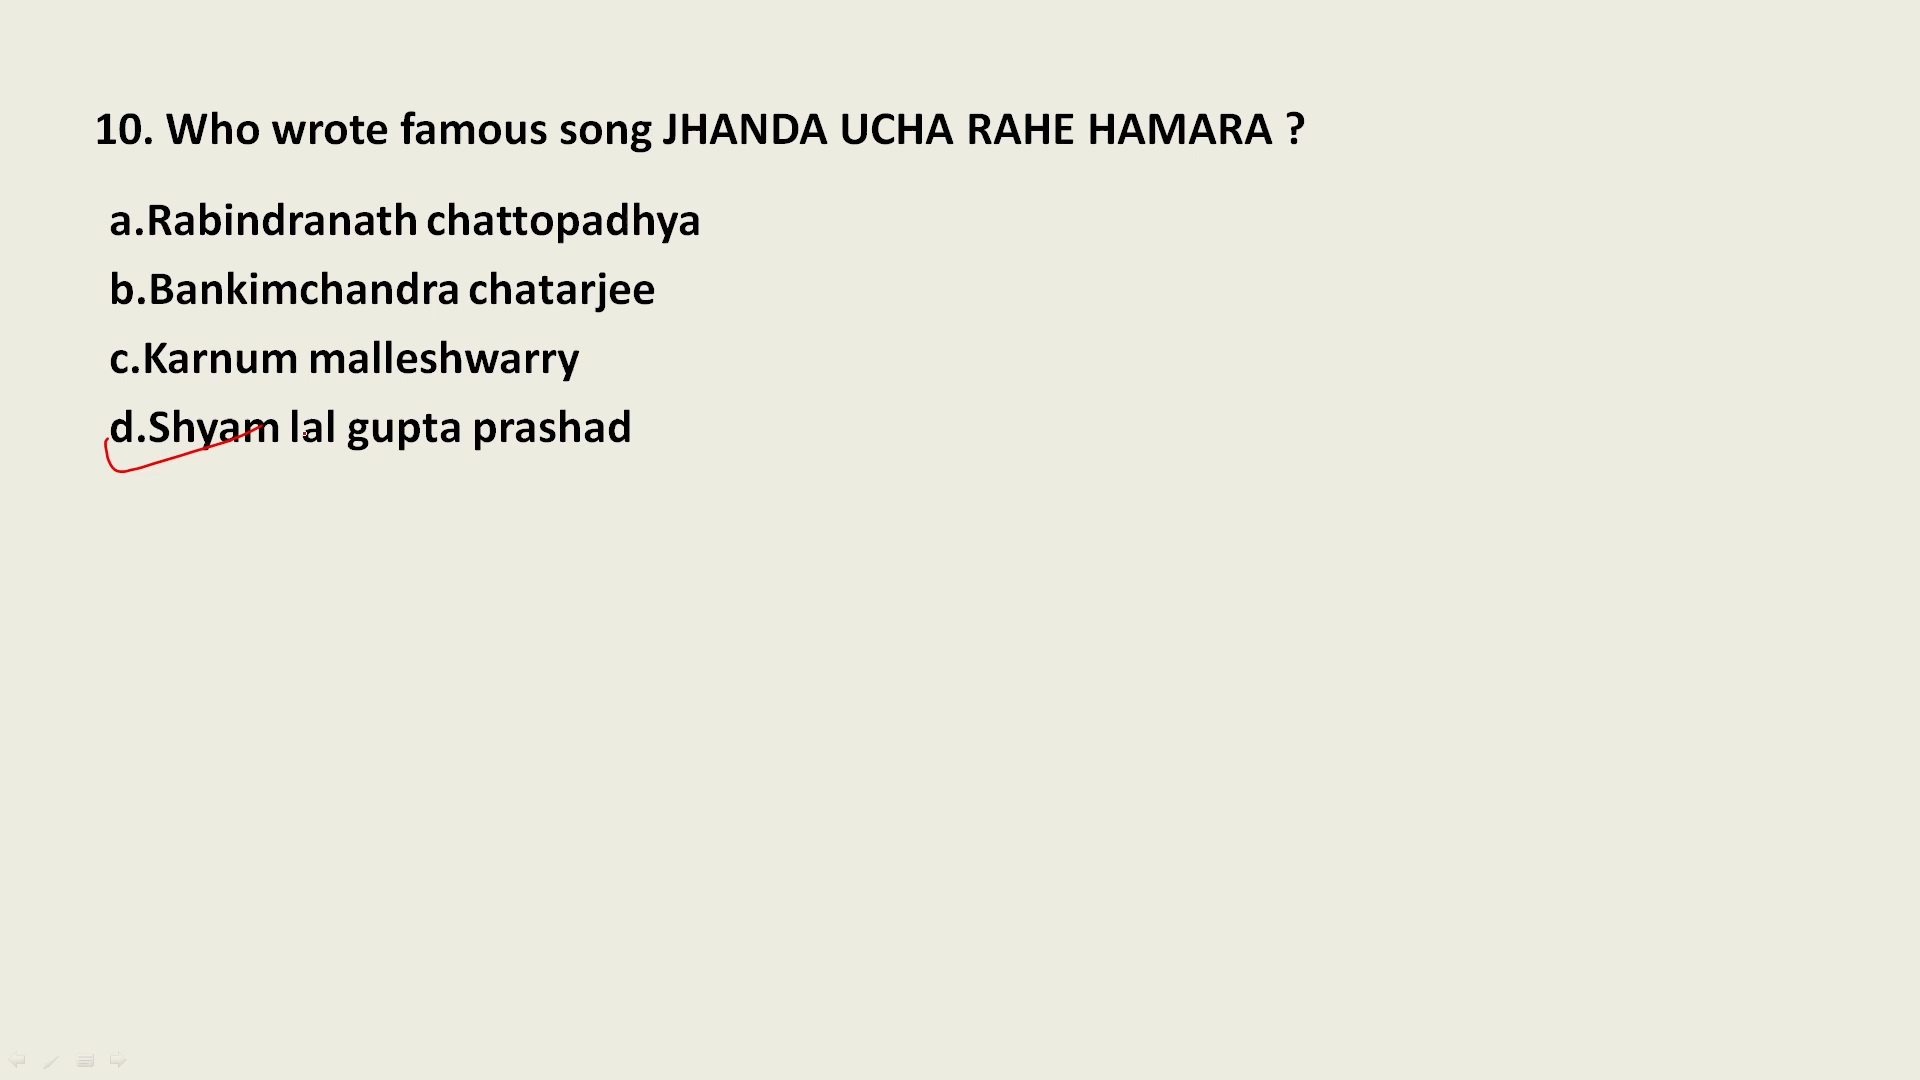 10. Who wrote famous song JHANDA UCHA RAHE HAMARA ?
a.Rabindranath chattopadhya
b.Bankimchandra chatarjee
c.Karnum malleshwarry
d.Shyam lal gupta prashad